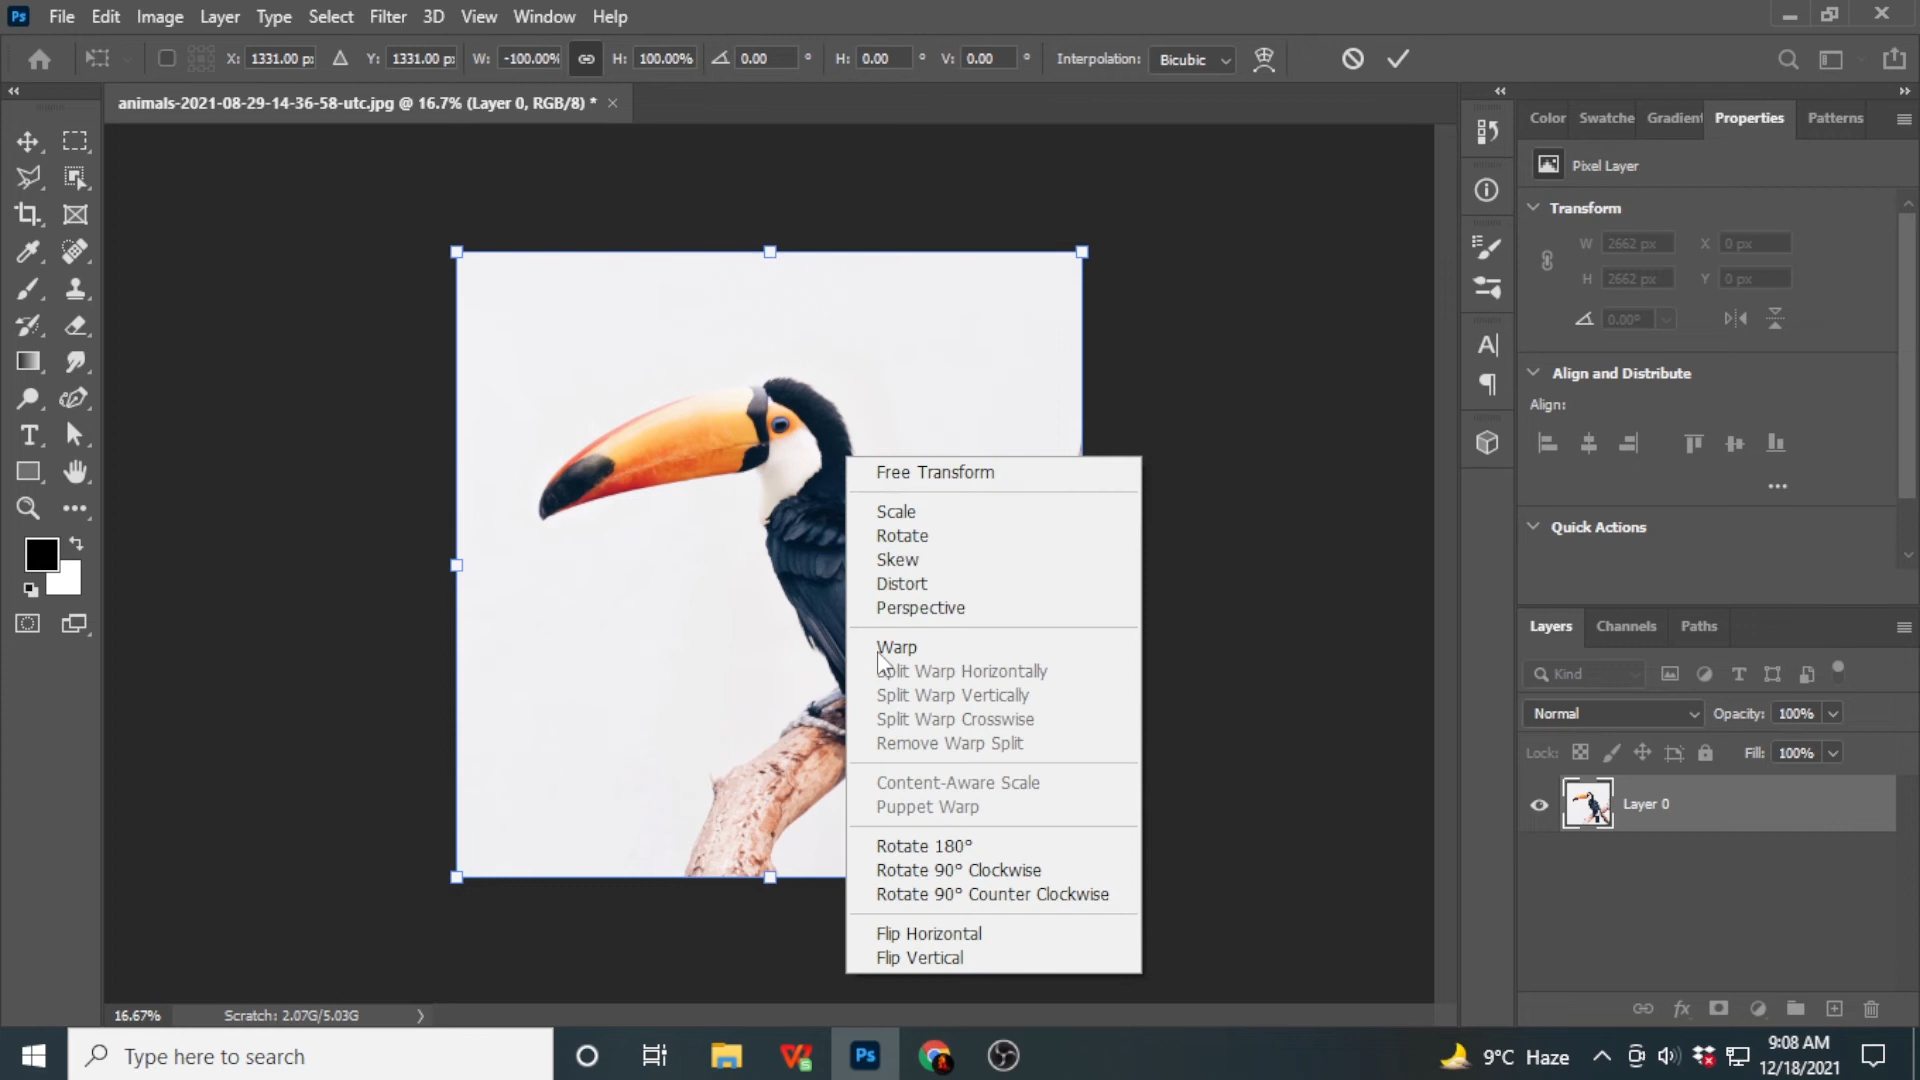 Ps File Edit Image Layer Type Select Filter 3D View Window Help
X: 1331.00 p: Y: 1331.00 p: W: -100.00% H: 100.00% 0.00 ° H: 0.00 ° V: 0.00 ° Interpolation: Bicubic
animals-2021-08-29-14-36-58-utc.jpg @ 16.7% (Layer 0, RGB/8) * ×
Color Swatche Gradient Properties Patterns
Pixel Layer
Transform
W 2662 px X 0 px
H 2662 px Y 0 px
0.00°
Align and Distribute
Align:
Quick Actions
Free Transform
Scale
Rotate
Skew
Distort
Perspective
Warp
Split Warp Horizontally
Split Warp Vertically
Split Warp Crosswise
Remove Warp Split
Content-Aware Scale
Puppet Warp
Rotate 180°
Rotate 90° Clockwise
Rotate 90° Counter Clockwise
Flip Horizontal
Flip Vertical
Layers Channels Paths
Kind
Normal Opacity: 100%
Lock: Fill: 100%
Layer 0
fx
16.67% Scratch: 2.07G/5.03G
Type here to search
Ps
9°C Haze
9:08 AM
12/18/2021